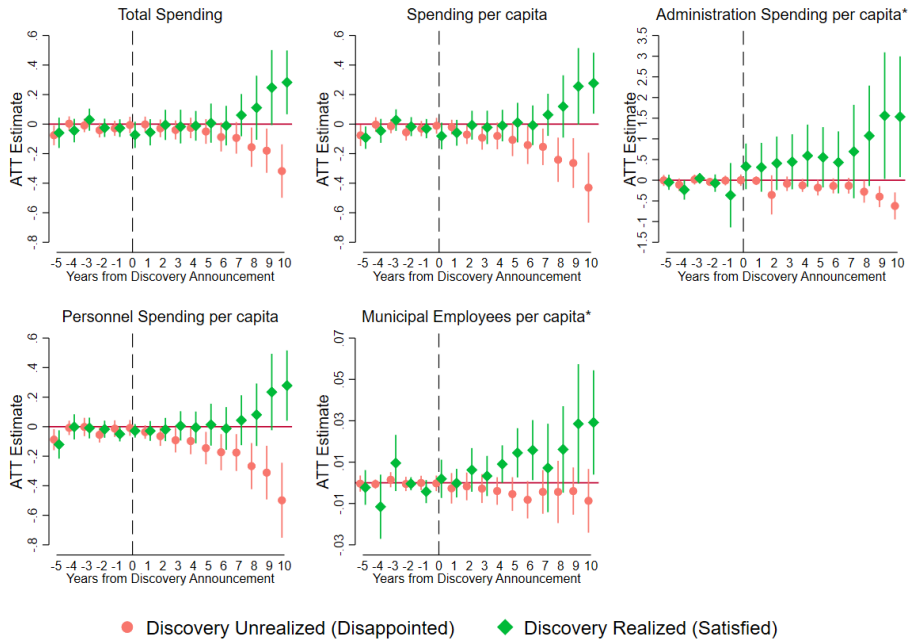 Total Spending
Spending per capita
Administration Spending per capita*
ATT Estimate
.6
.4
.2
0
-.2
-.4
-.6
-.8
-5 -4 -3 -2 -1 0 1 2 3 4 5 6 7 8 9 10
Years from Discovery Announcement
ATT Estimate
.6
.4
.2
0
-.2
-.4
-.6
-.8
-5 -4 -3 -2 -1 0 1 2 3 4 5 6 7 8 9 10
Years from Discovery Announcement
ATT Estimate
3.5
3
2.5
2
1.5
1
.5
0
-.5
-1
-1.5
-5 -4 -3 -2 -1 0 1 2 3 4 5 6 7 8 9 10
Years from Discovery Announcement
Personnel Spending per capita
Municipal Employees per capita*
ATT Estimate
.6
.4
.2
0
-.2
-.4
-.6
-.8
-5 -4 -3 -2 -1 0 1 2 3 4 5 6 7 8 9 10
Years from Discovery Announcement
ATT Estimate
.07
.05
.03
.01
-.01
-.03
-5 -4 -3 -2 -1 0 1 2 3 4 5 6 7 8 9 10
Years from Discovery Announcement
Discovery Unrealized (Disappointed)
Discovery Realized (Satisfied)